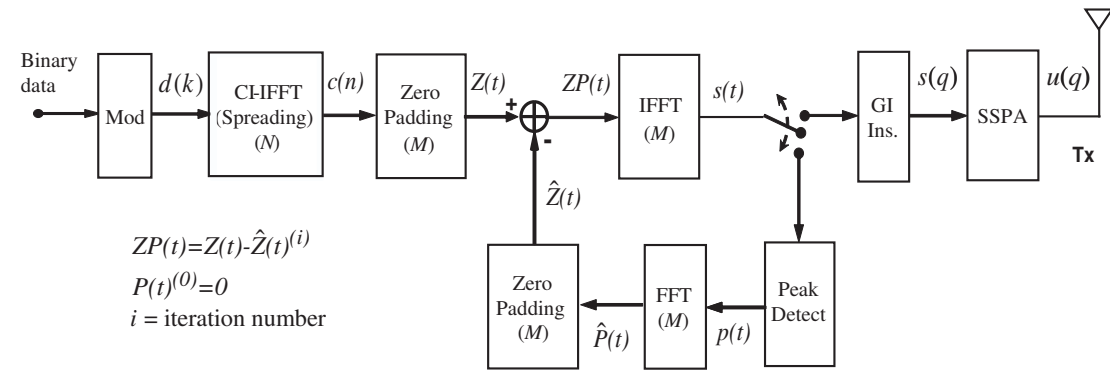 Binary
data
Mod
d(k)
CI-IFFT
(Spreading)
(N)
c(n)
Zero
Padding
(M)
Z(t)
+
-
ZP(t)
IFFT
(M)
s(t)
GI
Ins.
s(q)
SSPA
u(q)
Tx
Ẑ(t)
ZP(t)=Z(t)-Ẑ(t)^(i)
P(t)^(0)=0
i = iteration number
Zero
Padding
(M)
P̂(t)
FFT
(M)
p(t)
Peak
Detect